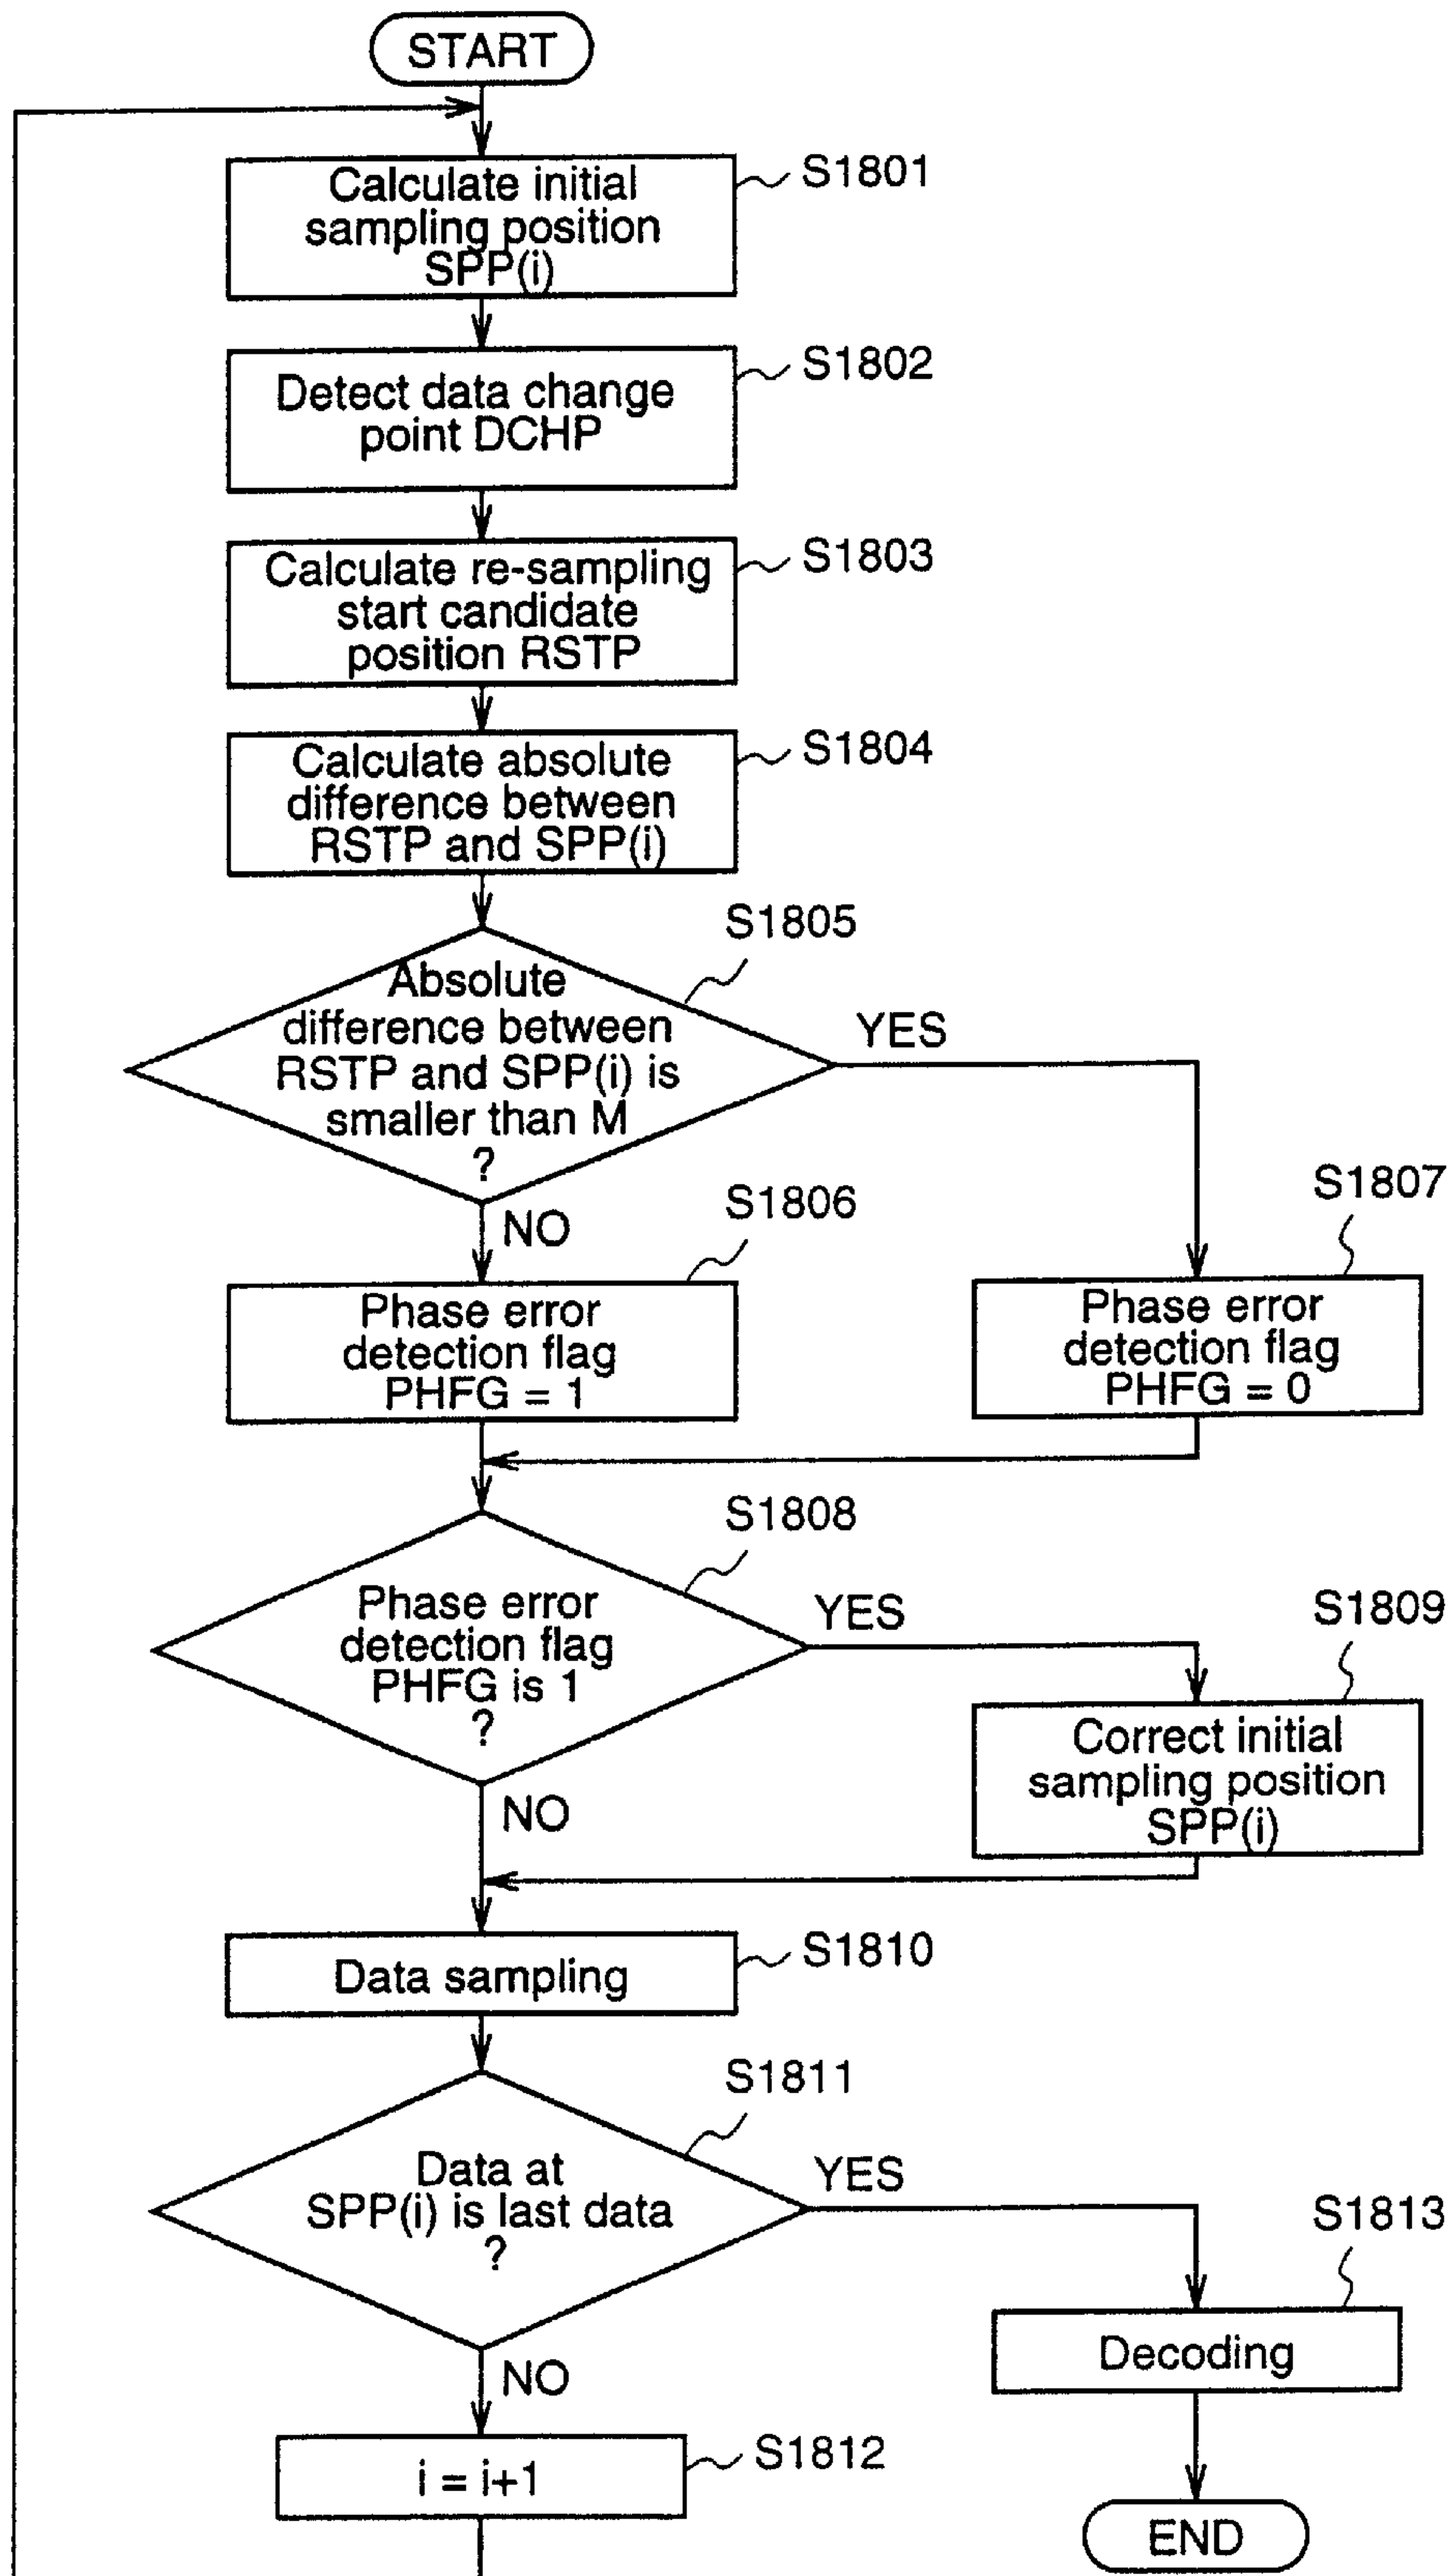 START
Calculate initial
sampling position
SPP(i)
S1801
Detect data change
point DCHP
S1802
Calculate re-sampling
start candidate
position RSTP
S1803
Calculate absolute
difference between
RSTP and SPP(i)
S1804
S1805
Absolute
difference between
RSTP and SPP(i) is
smaller than M
?
YES
NO
S1806
Phase error
detection flag
PHFG = 1
S1807
Phase error
detection flag
PHFG = 0
S1808
Phase error
detection flag
PHFG is 1
?
YES
NO
S1809
Correct initial
sampling position
SPP(i)
Data sampling
S1810
S1811
Data at
SPP(i) is last data
?
YES
NO
S1813
Decoding
i = i+1
S1812
END